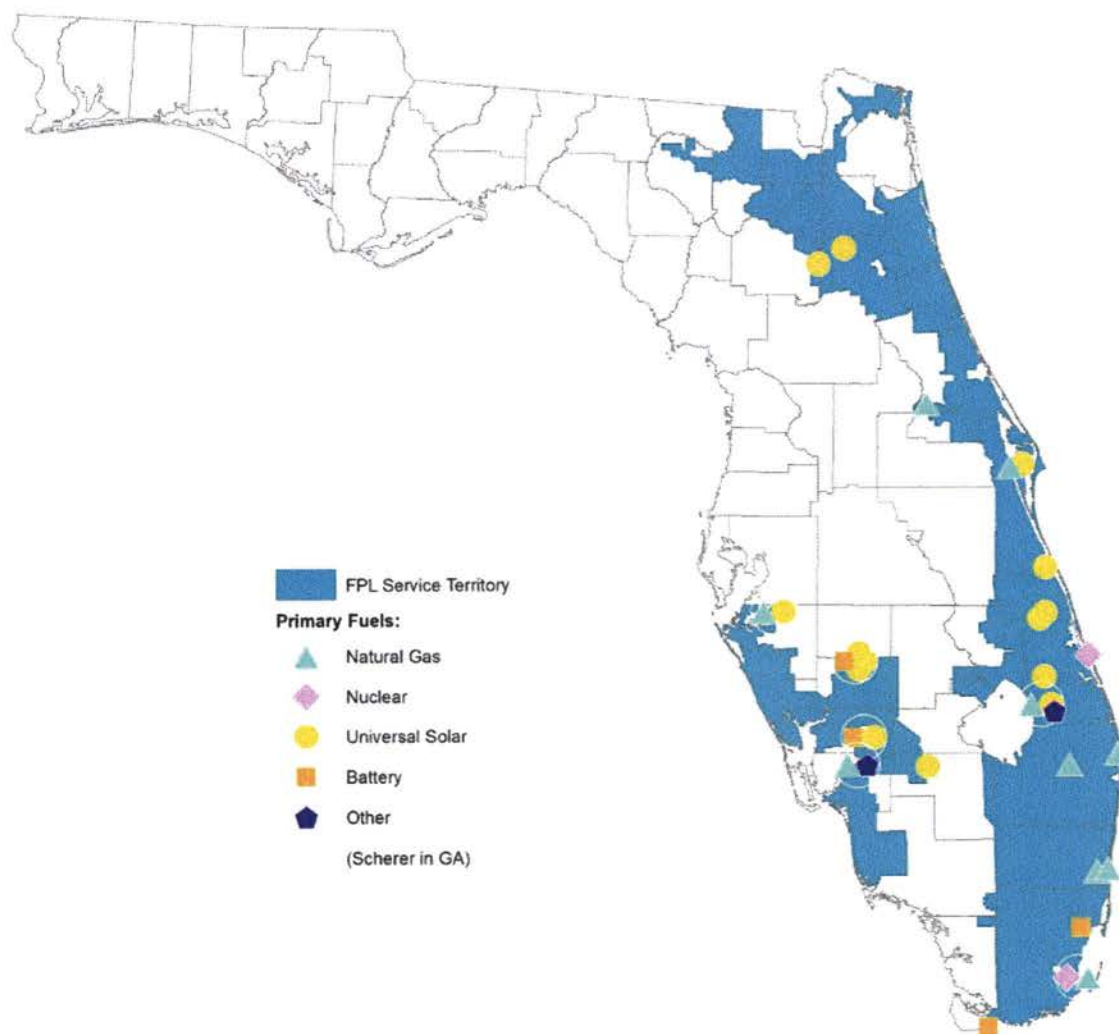 FPL Service Territory
Primary Fuels:
Natural Gas
Nuclear
Universal Solar
Battery
Other
(Scherer in GA)